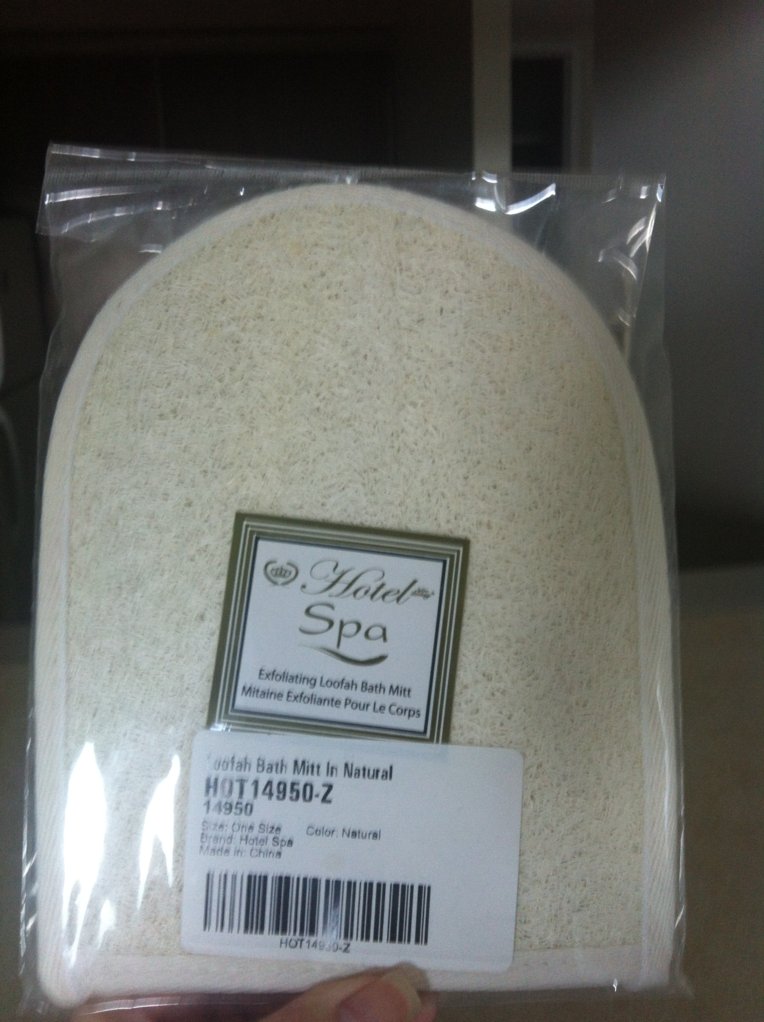 Hotel
Spa
Exfoliating Loofah Bath Mitt
Mitaine Exfoliante Pour Le Corps
Loofah Bath Mitt In Natural
HOT14950-Z
14950
Size: One Size Color: Natural
Brand: Hotel Spa
Made in: China
HOT14950-Z